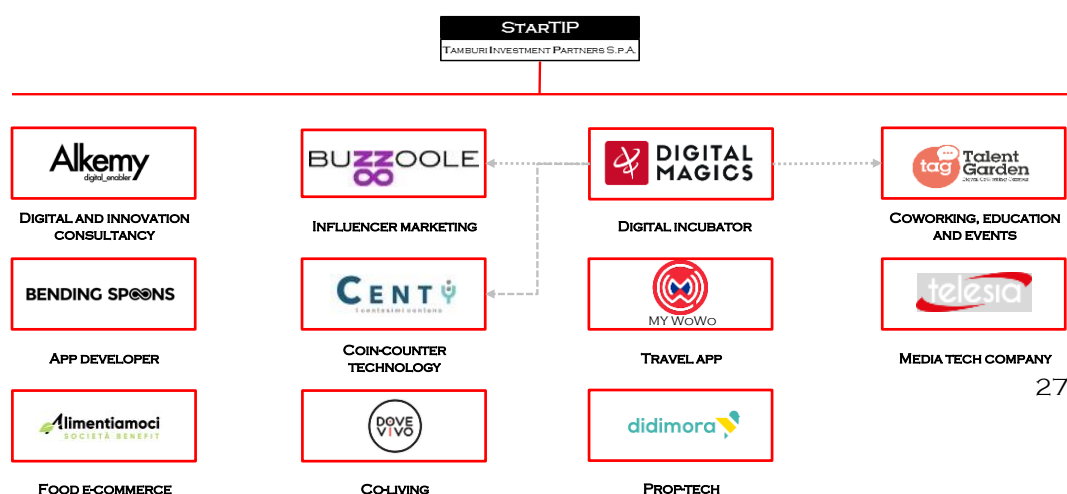 StarTIP
Tamburi Investment Partners S.p.A.
Alkemy
digital_enabler
BUZZOOLE
DIGITAL
MAGICS
tag
Talent
Garden
Digital and innovation
consultancy
Influencer marketing
Digital incubator
Coworking, education
and events
BENDING SPOONS
CENTY
I centesimi contano
MY WoWo
telesia
App developer
Coin-counter
technology
Travel app
Media tech company
27
Alimentiamoci
SOCIETÀ BENEFIT
DOVE
VIVO
didimora
Food e-commerce
Co-living
Prop-tech